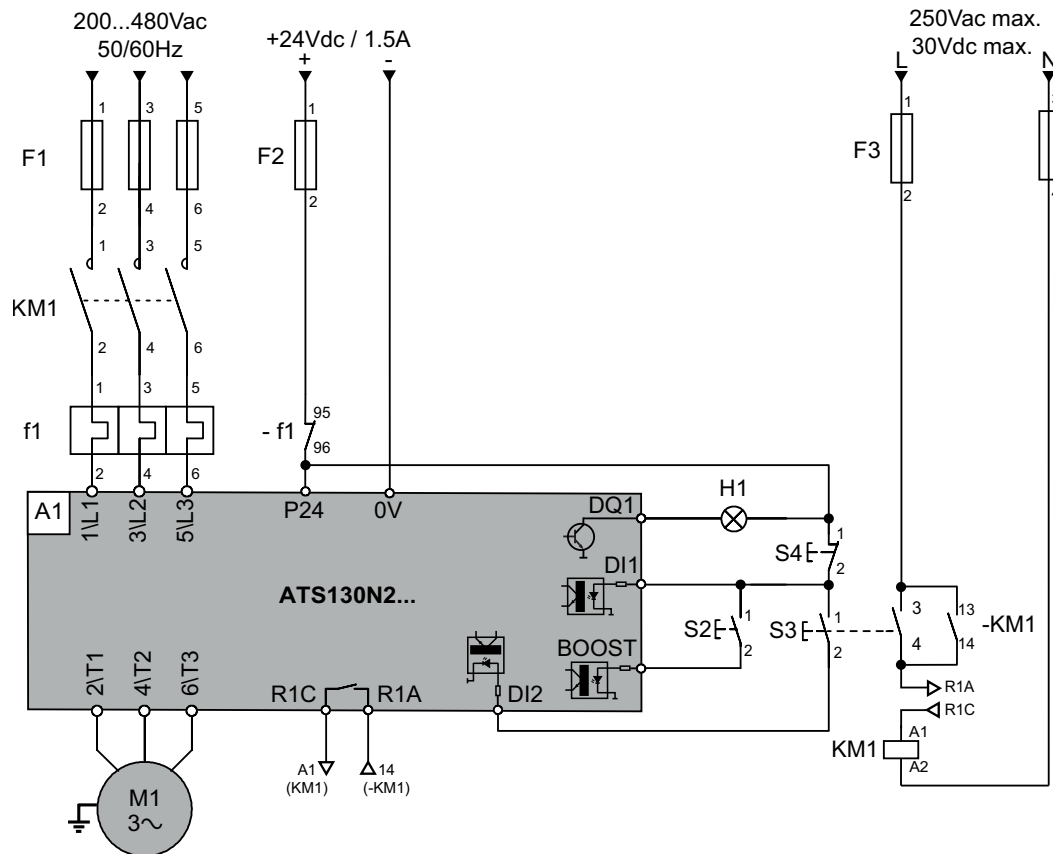 200...480Vac
50/60Hz
+24Vdc / 1.5A
+ -
250Vac max.
30Vdc max.
L N
1 3 5
F1
2 4 6
1
F2
2
1
F3
2
1 3 5
KM1
2 4 6
1 3 5
f1
2 4 6
95
- f1
96
A1
1\L1
3\L2
5\L3
P24
0V
DQ1
H1
1
S4
2
DI1
ATS130N2...
S2
1
2
S3
1
2
3
4
13
14
-KM1
BOOST
2\T1
4\T2
6\T3
R1C
R1A
DI2
R1A
R1C
KM1
A1
A2
A1
(KM1)
14
(-KM1)
M1
3~